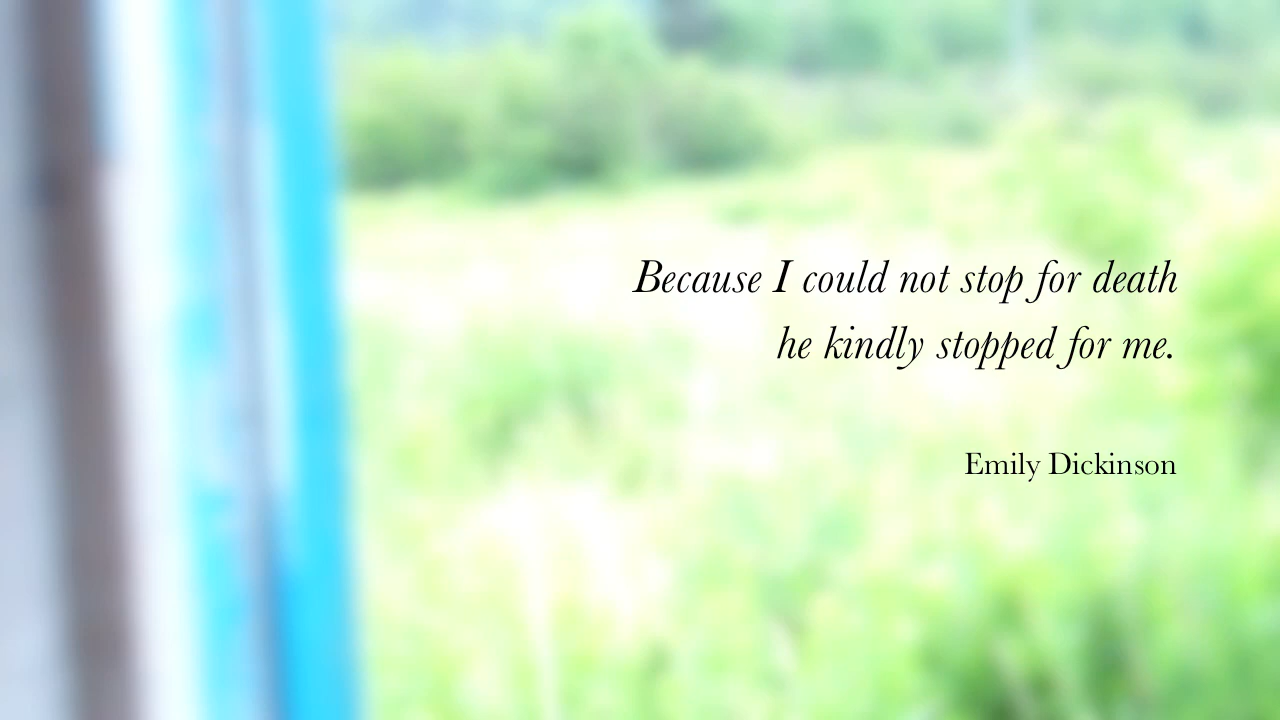 Because I could not stop for death
he kindly stopped for me.
Emily Dickinson